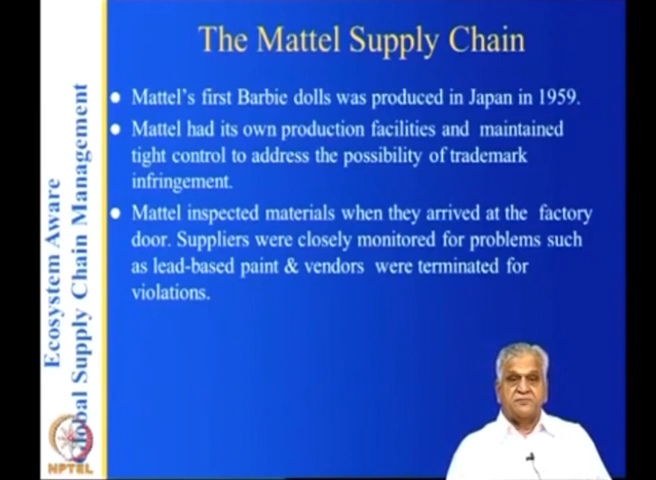 The Mattel Supply Chain
Mattel's first Barbie dolls was produced in Japan in 1959.
Mattel had its own production facilities and maintained
tight control to address the possibility of trademark
infringement.
Mattel inspected materials when they arrived at the factory
door. Suppliers were closely monitored for problems such
as lead-based paint & vendors were terminated for
violations.
Ecosystem Aware
Global Supply Chain Management
NPTEL